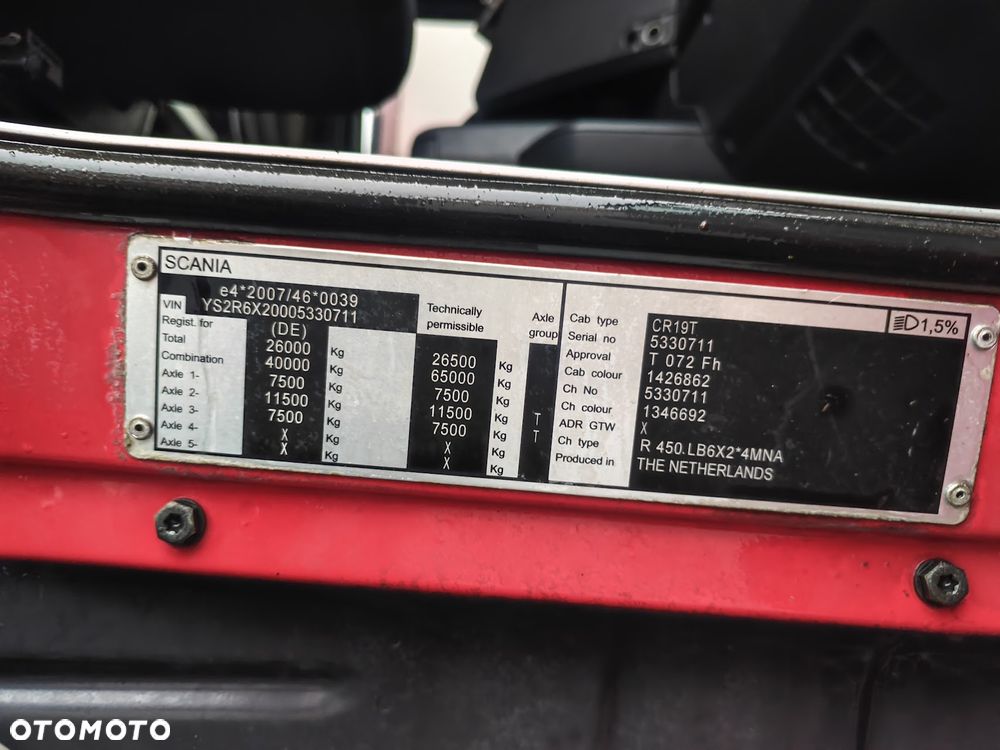 SCANIA
e4*2007/46*0039
VIN YS2R6X20005330711
Regist. for (DE) Technically permissible Axle group
Total 26000 Kg 26500 Kg
Combination 40000 Kg 65000 Kg
Axle 1- 7500 Kg 7500 Kg
Axle 2- 11500 Kg 11500 Kg T
Axle 3- 7500 Kg 7500 Kg T
Axle 4- X Kg X Kg
Axle 5- X Kg X Kg
1,5%
Cab type CR19T
Serial no 5330711
Approval T 072 Fh
Cab colour 1426862
Ch No 5330711
Ch colour 1346692
ADR GTW X
Ch type R 450.LB6X2*4MNA
Produced in THE NETHERLANDS
OTOMOTO